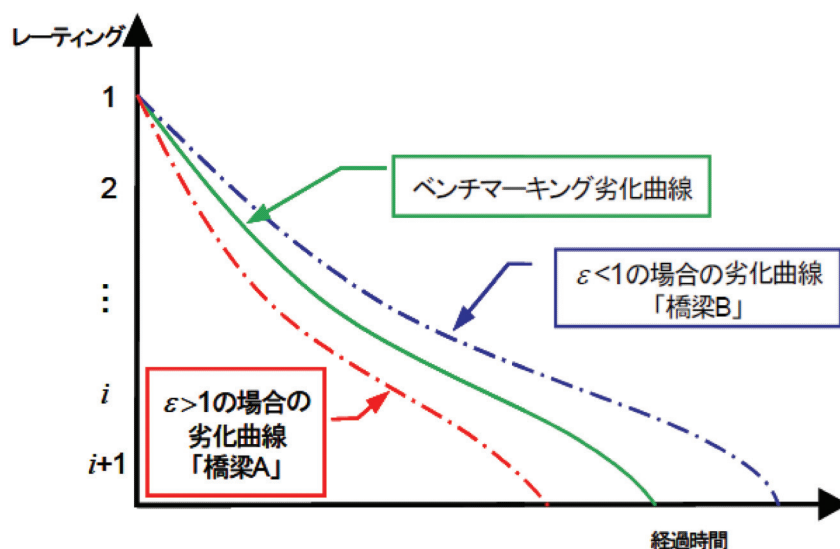 レーティング
1
2
⋮
i
i+1
ベンチマーキング劣化曲線
ε<1の場合の劣化曲線
「橋梁B」
ε>1の場合の
劣化曲線
「橋梁A」
経過時間